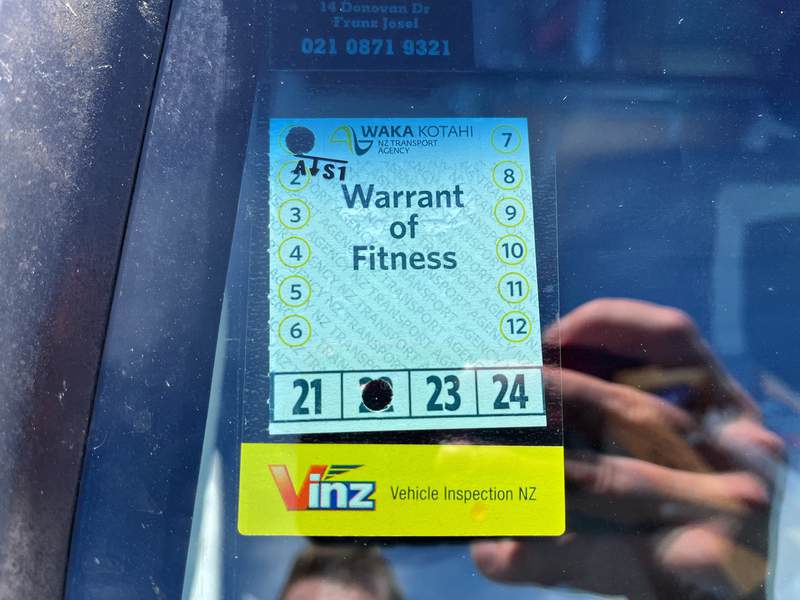 14 Donovan Dr
Franz Josef
021 0871 9321
WAKA KOTAHI
NZ TRANSPORT
AGENCY
A↓S1
Warrant
of
Fitness
2
3
4
5
6
7
8
9
10
11
12
21 23 24
Vinz Vehicle Inspection NZ